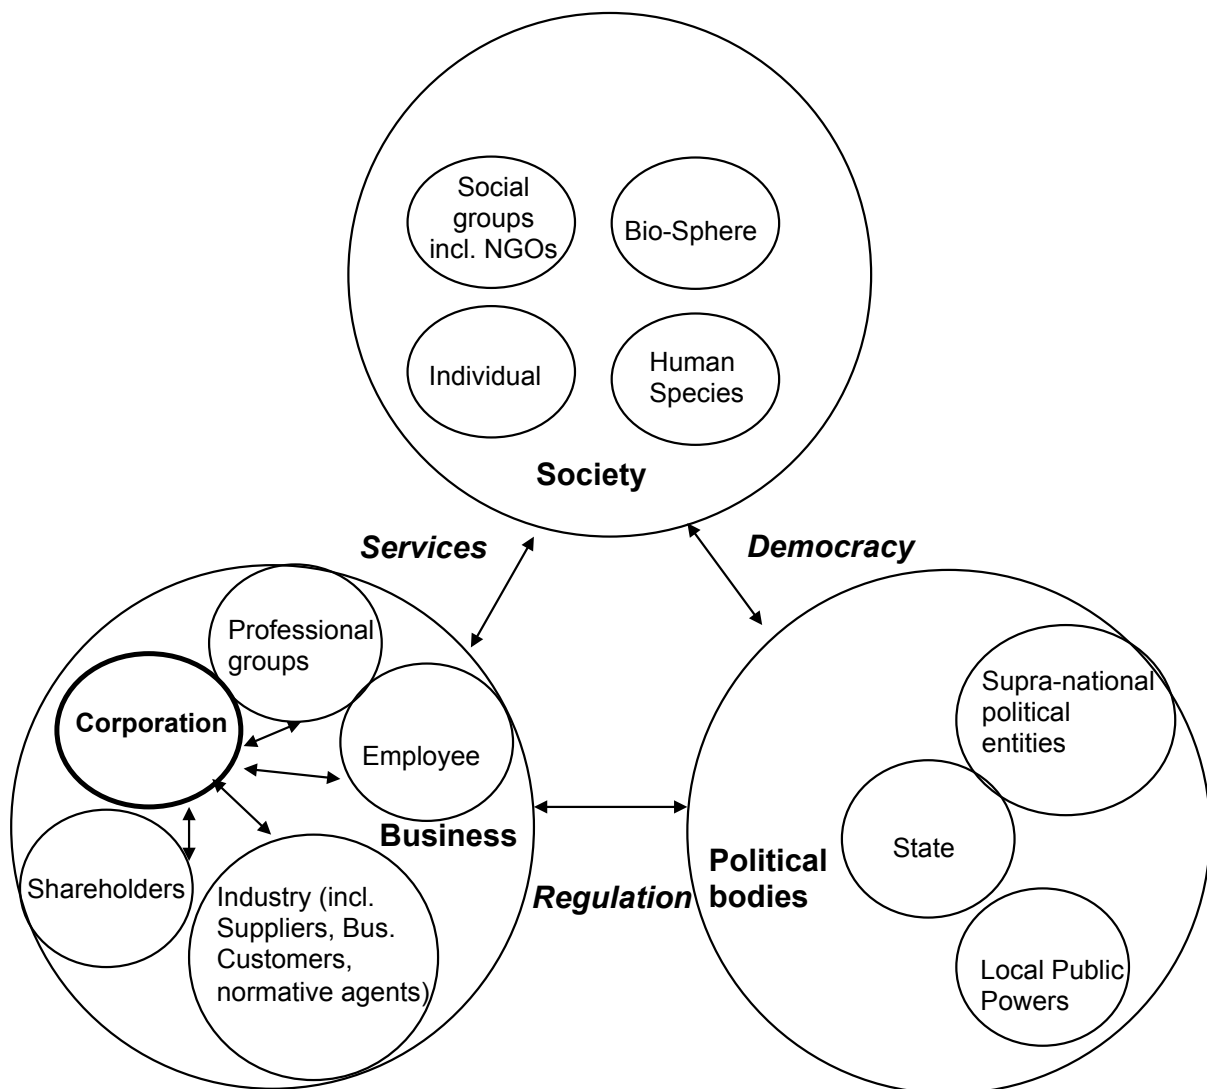 Social
groups
incl. NGOs
Bio-Sphere
Individual
Human
Species
Society
Services
Democracy
Professional
groups
Corporation
Employee
Business
Shareholders
Industry (incl.
Suppliers, Bus.
Customers,
normative agents)
Regulation
Supra-national
political
entities
State
Political
bodies
Local Public
Powers